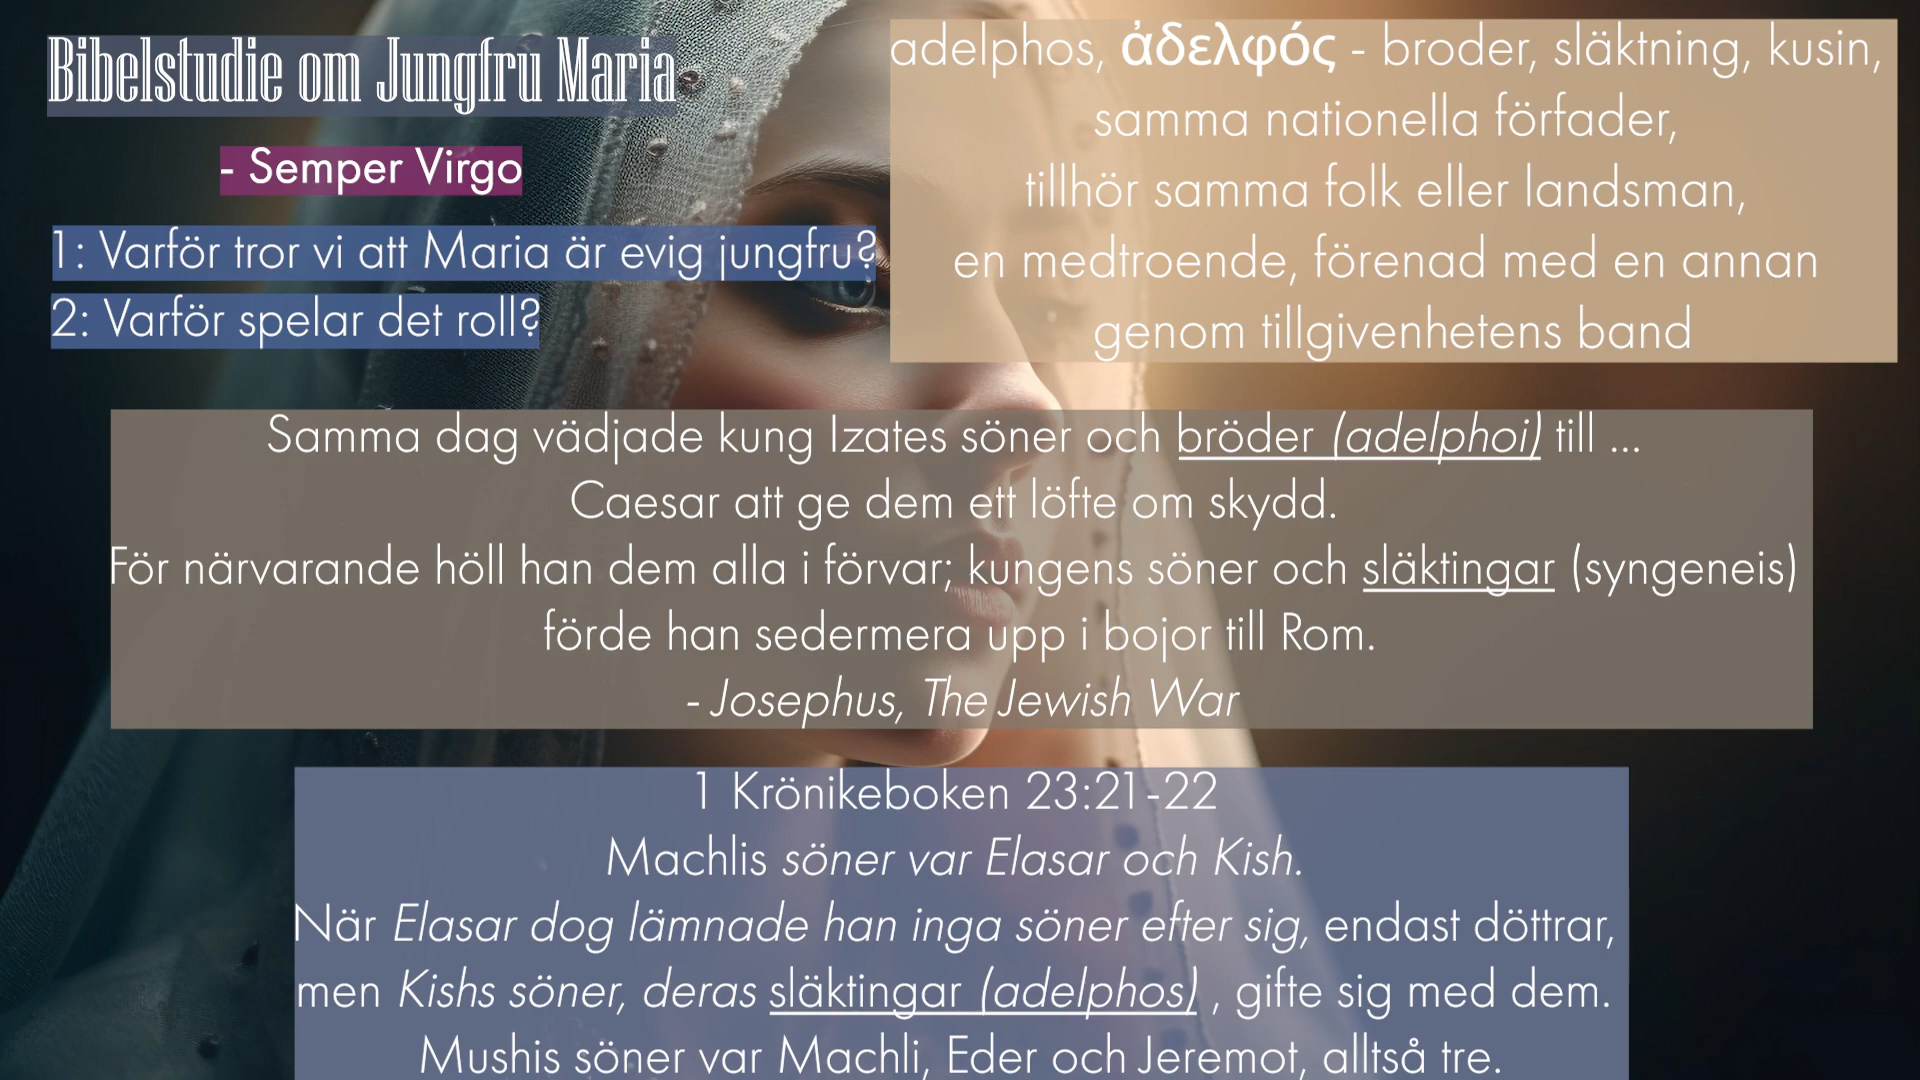 Bibelstudie om Jungfru Maria
- Semper Virgo
1: Varför tror vi att Maria är evig jungfru?
2: Varför spelar det roll?
adelphos, ἀδελφός - broder, släktning, kusin,
samma nationella förfader,
tillhör samma folk eller landsman,
en medtroende, förenad med en annan
genom tillgivenhetens band
Samma dag vädjade kung Izates söner och bröder (adelphoi) till ...
Caesar att ge dem ett löfte om skydd.
För närvarande höll han dem alla i förvar; kungens söner och släktingar (syngeneis)
förde han sedermera upp i bojor till Rom.
- Josephus, The Jewish War
1 Krönikeboken 23:21-22
Machlis söner var Elasar och Kish.
När Elasar dog lämnade han inga söner efter sig, endast döttrar,
men Kishs söner, deras släktingar (adelphos) , gifte sig med dem.
Mushis söner var Machli, Eder och Jeremot, alltså tre.